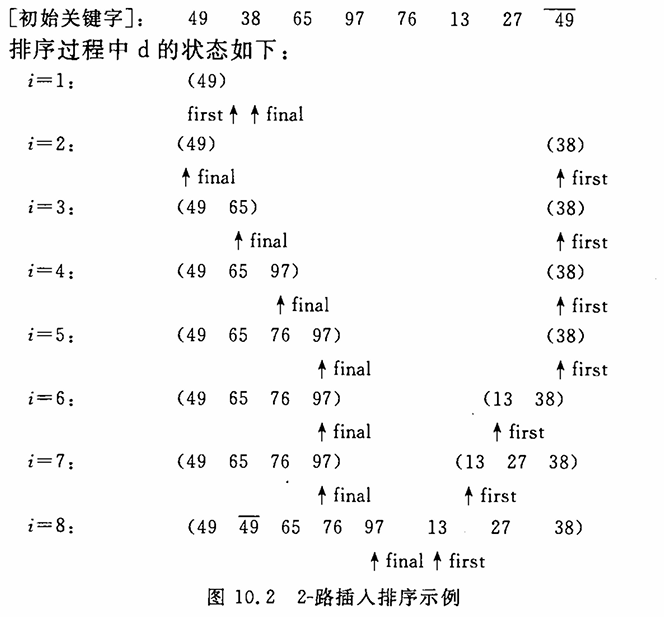 [初始关键字]: 49 38 65 97 76 13 27 4̅9̅
排序过程中 d 的状态如下:
i=1: (49)
first↑ ↑final
i=2: (49) (38)
↑final ↑first
i=3: (49 65) (38)
↑final ↑first
i=4: (49 65 97) (38)
↑final ↑first
i=5: (49 65 76 97) (38)
↑final ↑first
i=6: (49 65 76 97) (13 38)
↑final ↑first
i=7: (49 65 76 97) (13 27 38)
↑final ↑first
i=8: (49 4̅9̅ 65 76 97 13 27 38)
↑final ↑first
图 10.2 2-路插入排序示例